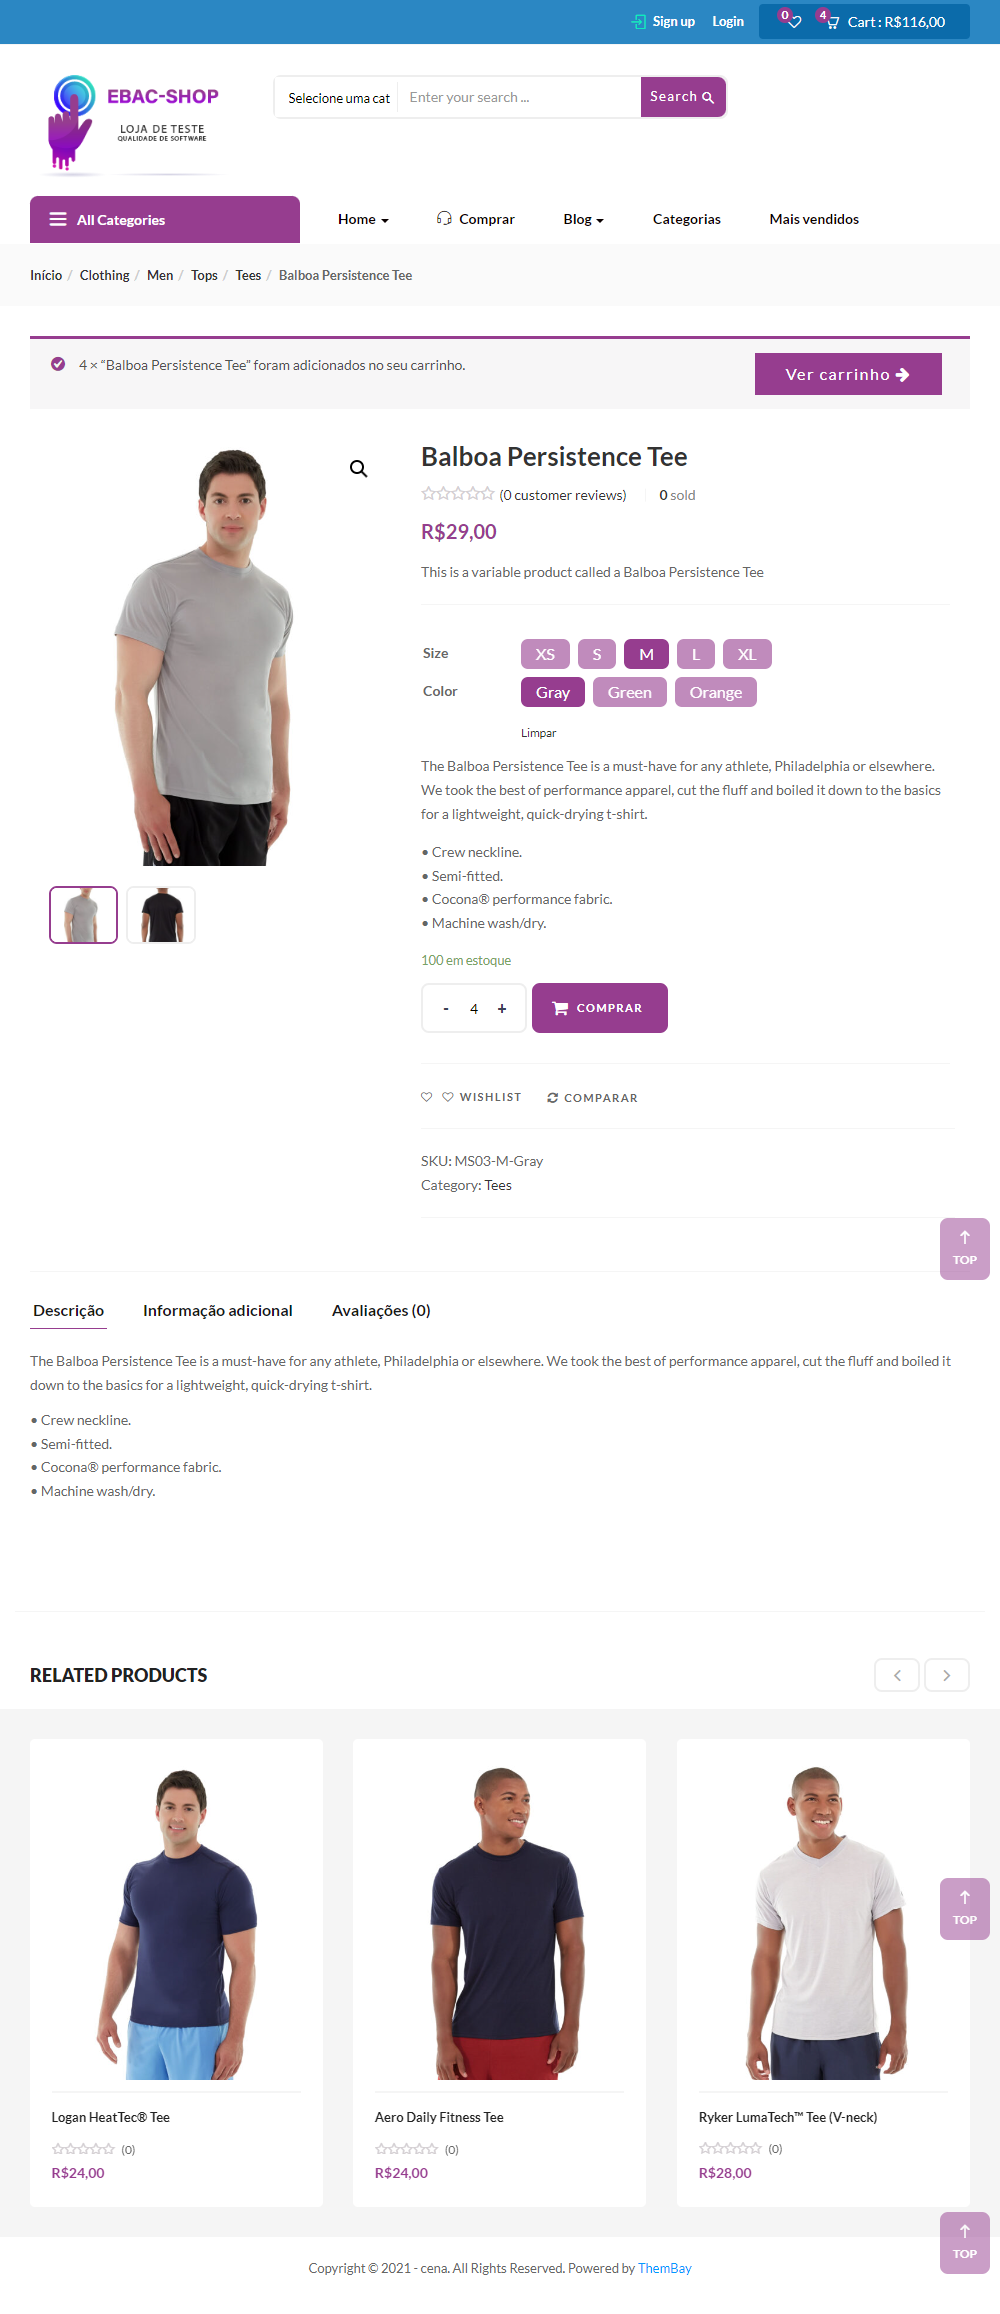 Sign up Login 0 4 Cart : R$116,00
EBAC-SHOP
LOJA DE TESTE
QUALIDADE DE SOFTWARE
Selecione uma cat Enter your search ... Search
All Categories Home Comprar Blog Categorias Mais vendidos
Início / Clothing / Men / Tops / Tees / Balboa Persistence Tee
4 × “Balboa Persistence Tee” foram adicionados no seu carrinho. Ver carrinho
Balboa Persistence Tee
(0 customer reviews) 0 sold
R$29,00
This is a variable product called a Balboa Persistence Tee
Size XS S M L XL
Color Gray Green Orange
Limpar
The Balboa Persistence Tee is a must-have for any athlete, Philadelphia or elsewhere.
We took the best of performance apparel, cut the fluff and boiled it down to the basics
for a lightweight, quick-drying t-shirt.
• Crew neckline.
• Semi-fitted.
• Cocona® performance fabric.
• Machine wash/dry.
100 em estoque
- 4 + COMPRAR
WISHLIST COMPARAR
SKU: MS03-M-Gray
Category: Tees
TOP
Descrição Informação adicional Avaliações (0)
The Balboa Persistence Tee is a must-have for any athlete, Philadelphia or elsewhere. We took the best of performance apparel, cut the fluff and boiled it
down to the basics for a lightweight, quick-drying t-shirt.
• Crew neckline.
• Semi-fitted.
• Cocona® performance fabric.
• Machine wash/dry.
RELATED PRODUCTS
TOP
Logan HeatTec® Tee Aero Daily Fitness Tee Ryker LumaTech™ Tee (V-neck)
(0) (0) (0)
R$24,00 R$24,00 R$28,00
TOP
Copyright © 2021 - cena. All Rights Reserved. Powered by ThemBay